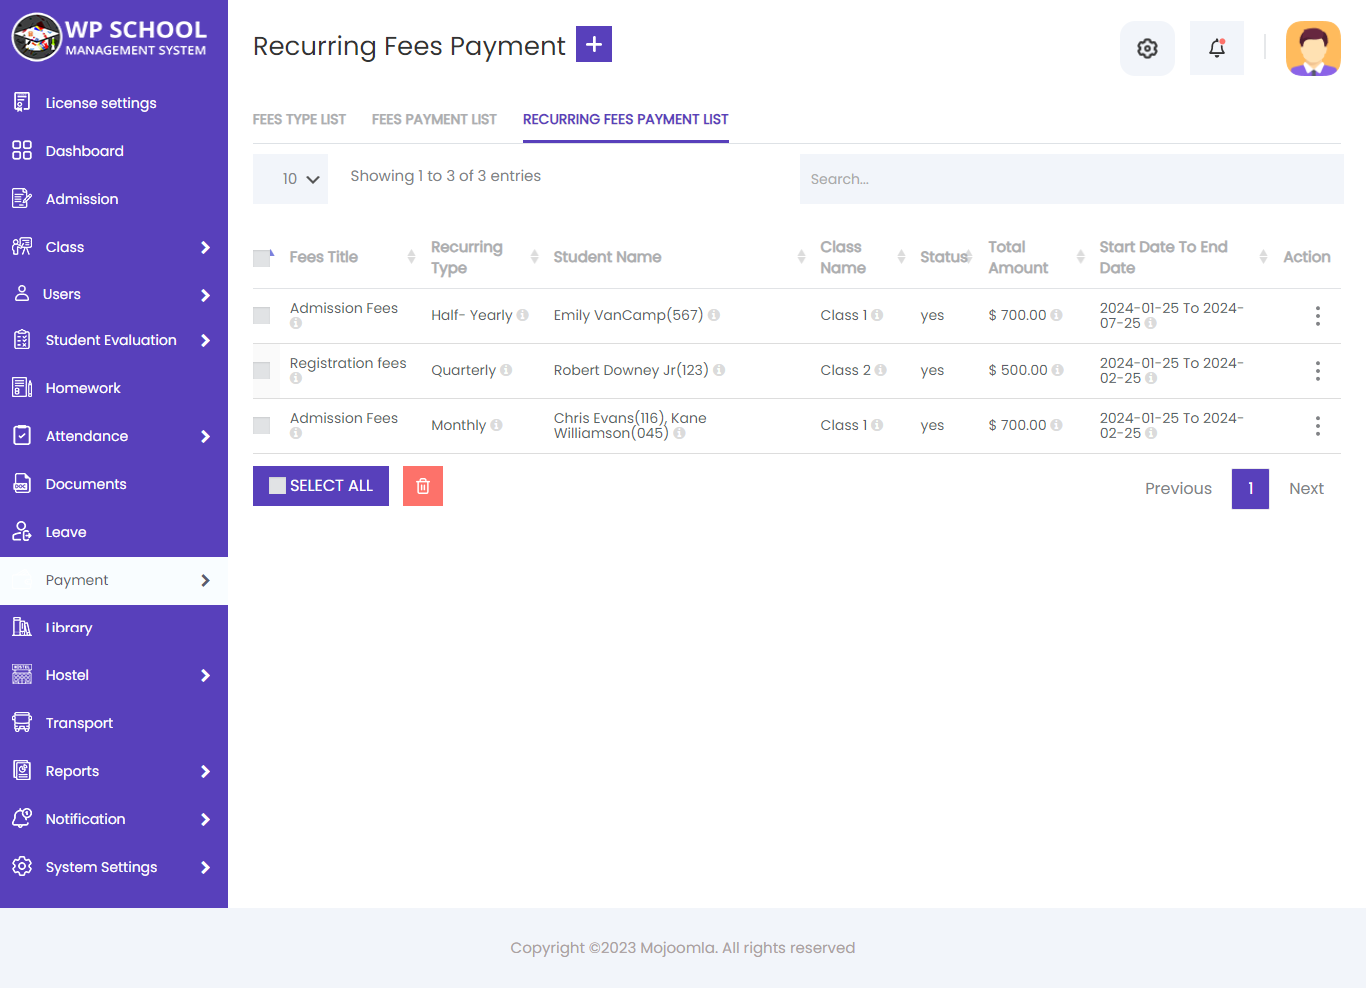 WP SCHOOL
MANAGEMENT SYSTEM
License settings
Dashboard
Admission
Class
Users
Student Evaluation
Homework
Attendance
Documents
Leave
Payment
Library
Hostel
Transport
Reports
Notification
System Settings
Recurring Fees Payment
FEES TYPE LIST FEES PAYMENT LIST RECURRING FEES PAYMENT LIST
10 Showing 1 to 3 of 3 entries Search...
Fees Title Recurring Type Student Name Class Name Status Total Amount Start Date To End Date Action
Admission Fees Half- Yearly Emily VanCamp(567) Class 1 yes $ 700.00 2024-01-25 To 2024-07-25
Registration fees Quarterly Robert Downey Jr(123) Class 2 yes $ 500.00 2024-01-25 To 2024-02-25
Admission Fees Monthly Chris Evans(116), Kane Williamson(045) Class 1 yes $ 700.00 2024-01-25 To 2024-02-25
SELECT ALL Previous 1 Next
Copyright ©2023 Mojoomla. All rights reserved